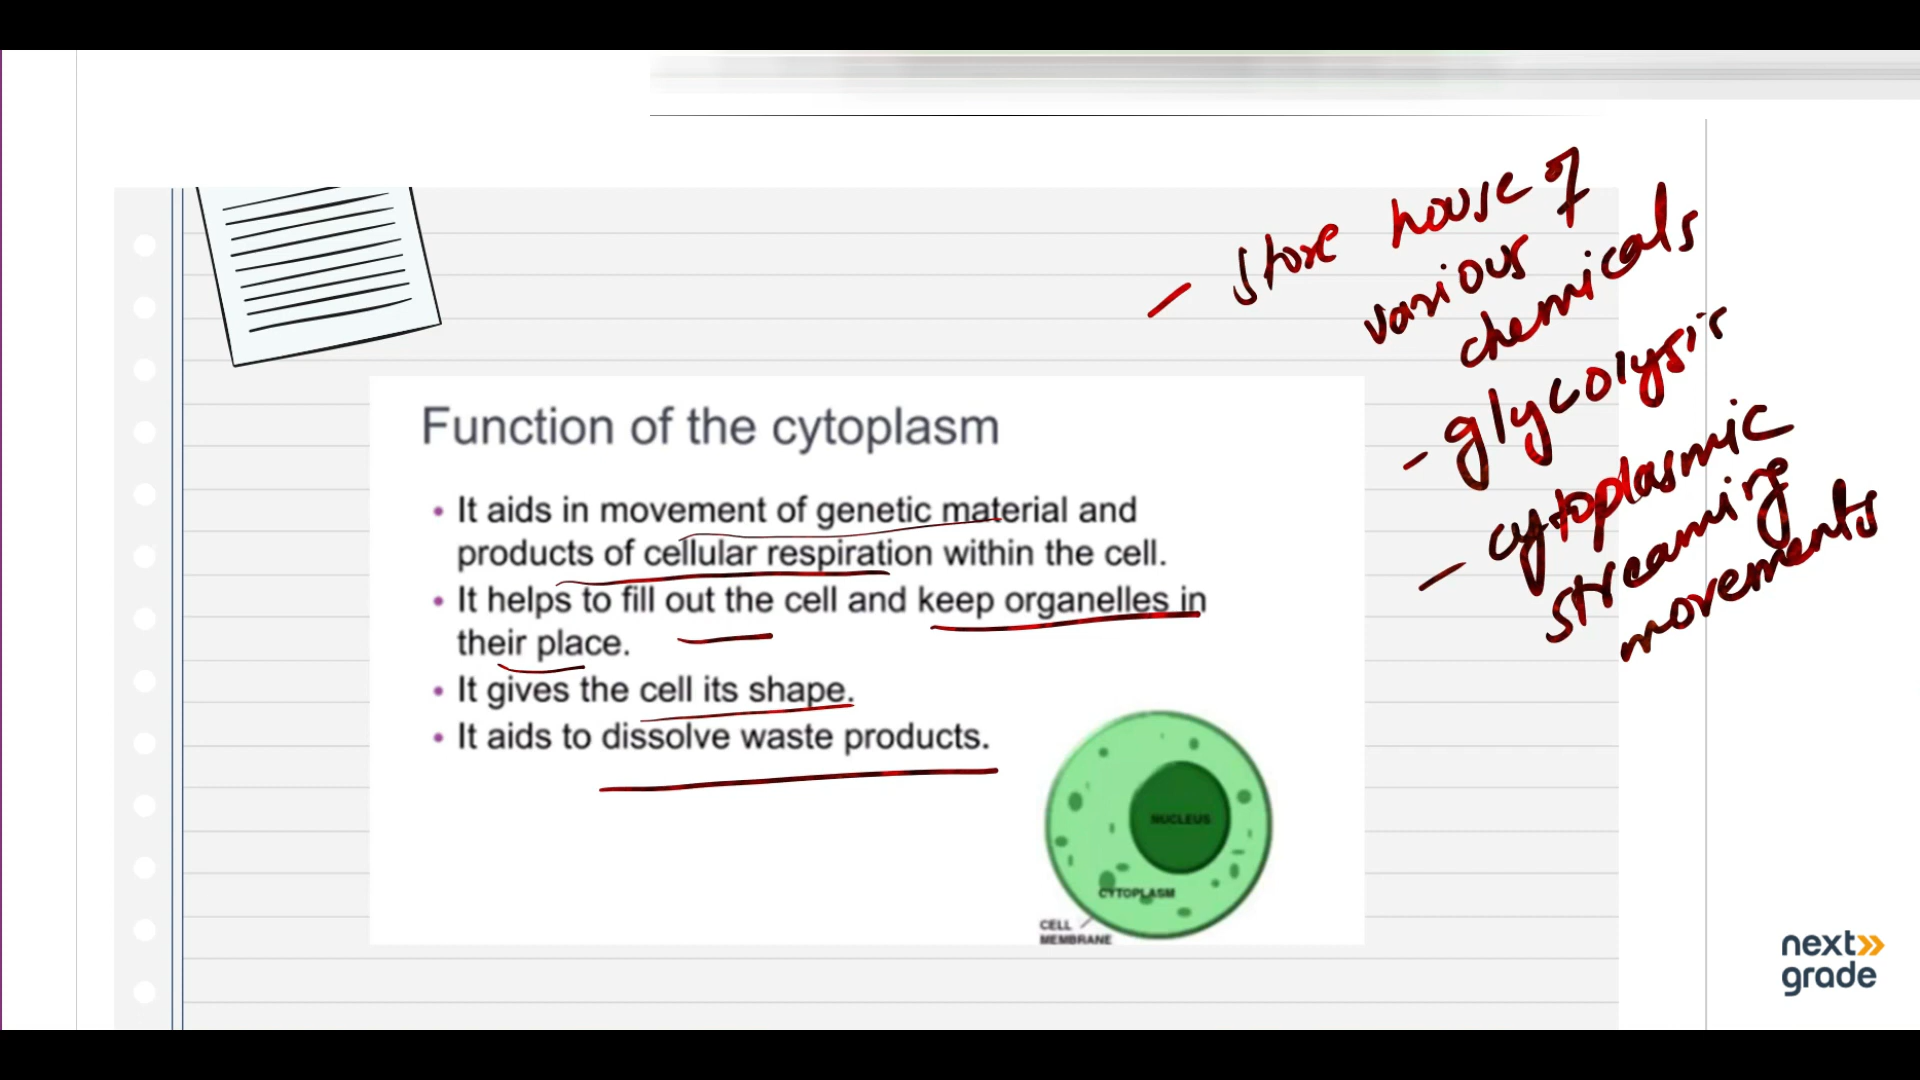 - store house of
various
chemicals
- glycolysis
- cytoplasmic
streaming
movements
Function of the cytoplasm
• It aids in movement of genetic material and
products of cellular respiration within the cell.
• It helps to fill out the cell and keep organelles in
their place.
• It gives the cell its shape.
• It aids to dissolve waste products.
NUCLEUS
CYTOPLASM
CELL
MEMBRANE
next
grade